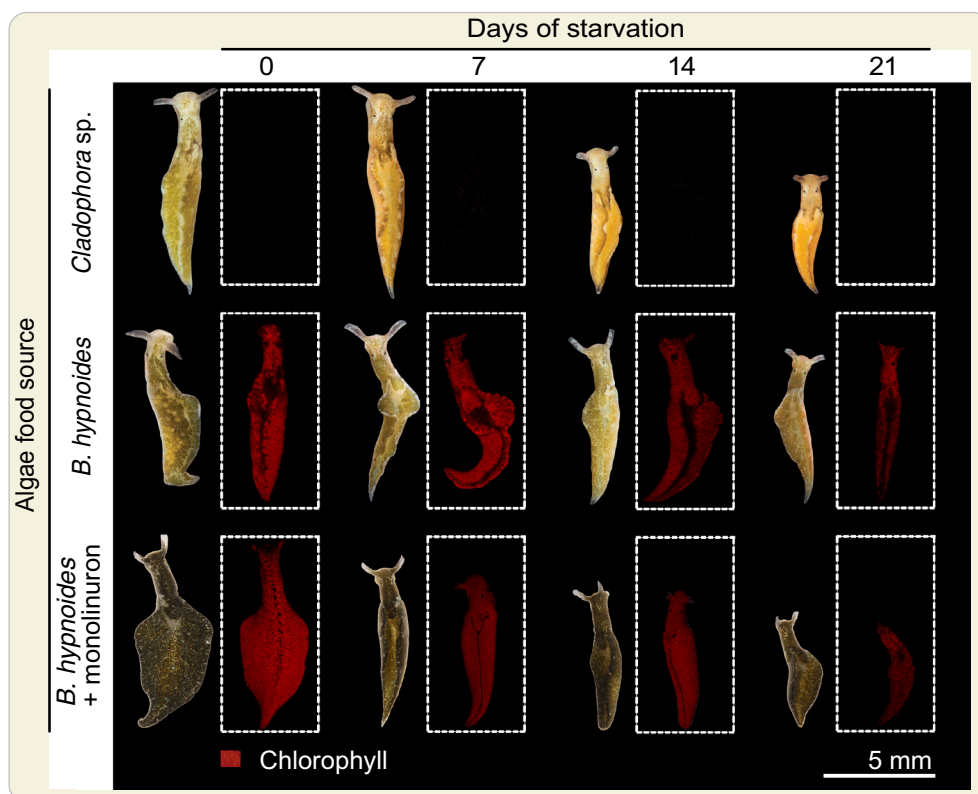 Days of starvation
0 7 14 21
Algae food source
Cladophora sp.
B. hypnoides
B. hypnoides
+ monolinuron
Chlorophyll
5 mm